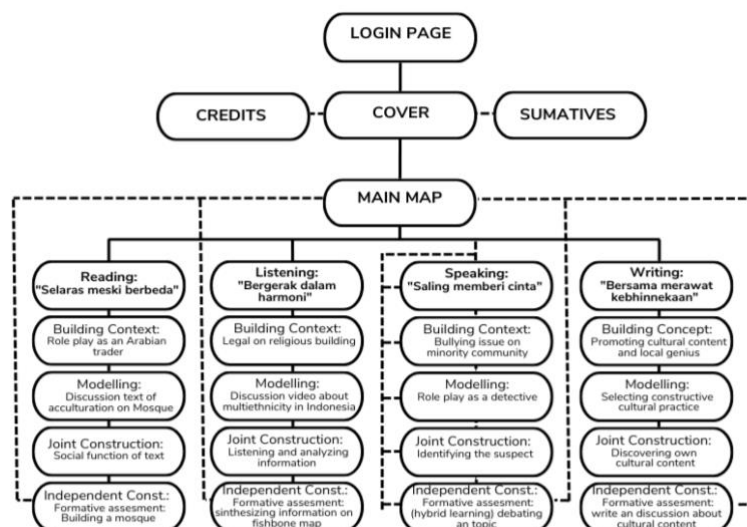 LOGIN PAGE
CREDITS
COVER
SUMATIVES
MAIN MAP
Reading:
"Selaras meski berbeda"
Building Context:
Role play as an Arabian
trader
Modelling:
Discussion text of
acculturation on Mosque
Joint Construction:
Social function of text
Independent Const.:
Formative assesment:
Building a mosque
Listening:
"Bergerak dalam
harmoni"
Building Context:
Legal on religious building
Modelling:
Discussion video about
multiethnicity in Indonesia
Joint Construction:
Listening and analyzing
information
Independent Const.:
Formative assesment:
sinthesizing information on
fishbone map
Speaking:
"Saling memberi cinta"
Building Context:
Bullying issue on
minority community
Modelling:
Role play as a detective
Joint Construction:
Identifying the suspect
Independent Const.:
Formative assesment:
(hybrid learning) debating
an topic
Writing:
"Bersama merawat
kebhinnekaan"
Building Concept:
Promoting cultural content
and local genius
Modelling:
Selecting constructive
cultural practice
Joint Construction:
Discovering own
cultural content
Independent Const.:
Formative assesment:
write an discussion about
cultural content